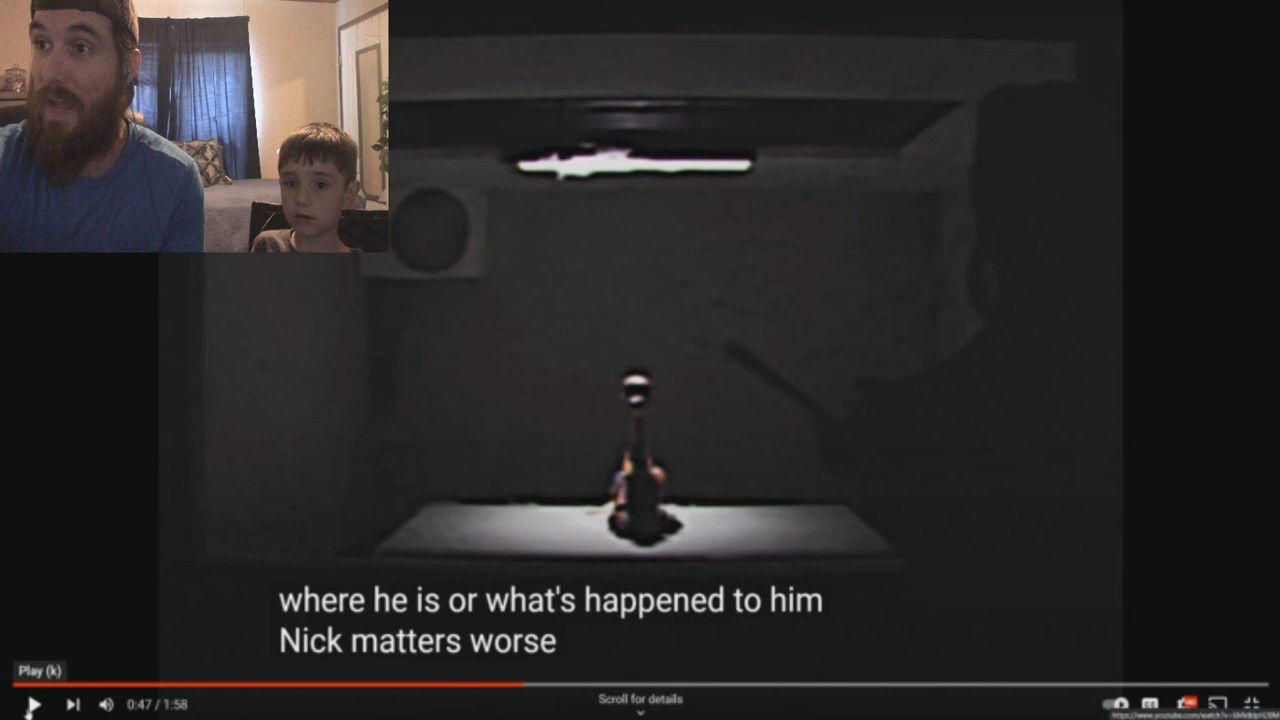 where he is or what's happened to him
Nick matters worse
Play (k)
0:47 / 1:58
Scroll for details